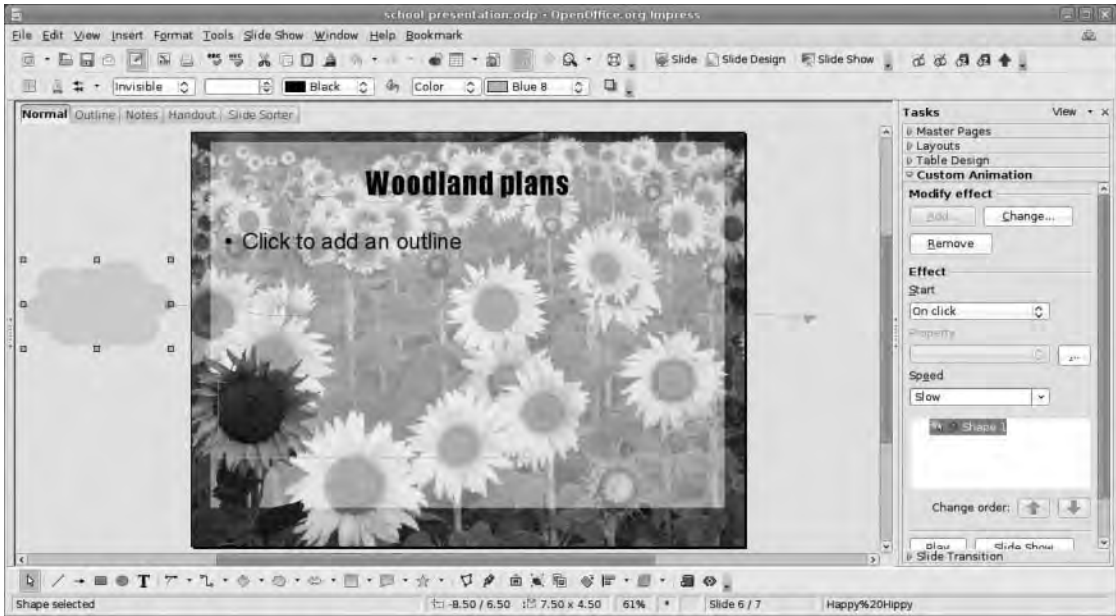 school presentation.odp - OpenOffice.org Impress
File Edit View Insert Format Tools Slide Show Window Help Bookmark
Slide Slide Design Slide Show
Invisible Black Color Blue 8
Normal Outline Notes Handout Slide Sorter
Woodland plans
• Click to add an outline
Tasks View
Master Pages
Layouts
Table Design
Custom Animation
Modify effect
Add... Change...
Remove
Effect
Start
On click
Property
Speed
Slow
Shape 1
Change order:
Play Slide Show
Slide Transition
Shape selected -8.50 / 6.50 7.50 x 4.50 61% * Slide 6 / 7 Happy%20Hippy